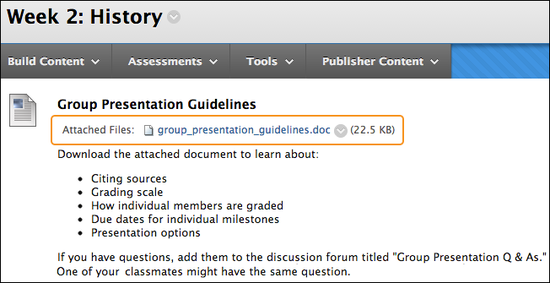 Week 2: History
Build Content Assessments Tools Publisher Content
Group Presentation Guidelines
Attached Files: group_presentation_guidelines.doc (22.5 KB)
Download the attached document to learn about:
• Citing sources
• Grading scale
• How individual members are graded
• Due dates for individual milestones
• Presentation options
If you have questions, add them to the discussion forum titled "Group Presentation Q & As."
One of your classmates might have the same question.